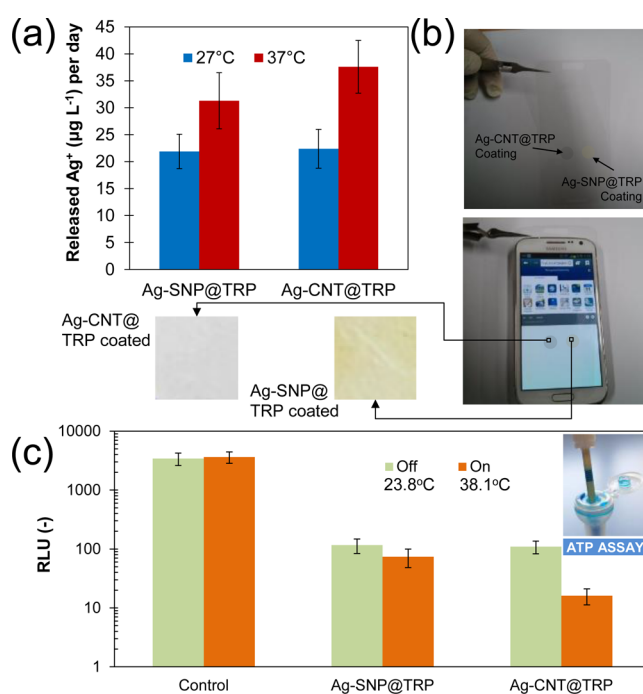 (a)
Released Ag⁺ (µg L⁻¹) per day
45
40
35
30
25
20
15
10
5
0
27°C
37°C
Ag-SNP@TRP
Ag-CNT@TRP
(b)
Ag-CNT@TRP
Coating
Ag-SNP@TRP
Coating
SAMSUNG
Ag-CNT@
TRP coated
Ag-SNP@
TRP coated
(c)
RLU (-)
10000
1000
100
10
1
Off
23.8°C
On
38.1°C
ATP ASSAY
Control
Ag-SNP@TRP
Ag-CNT@TRP